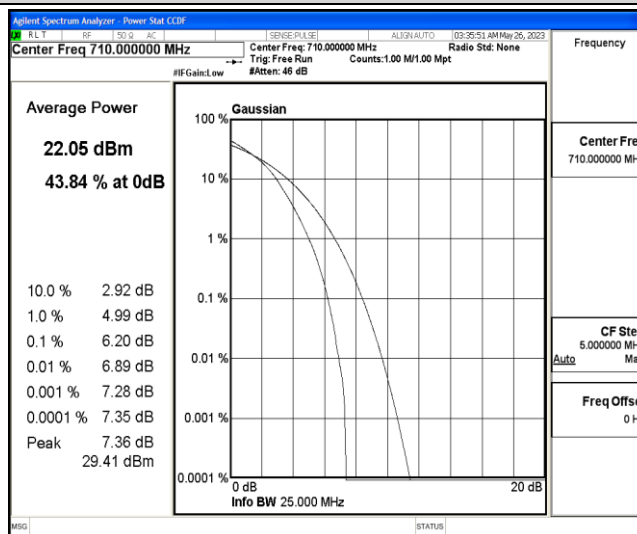 Agilent Spectrum Analyzer - Power Stat CCDF
RLT RF 50 Ω AC SENSE:PULSE ALIGN AUTO 03:35:51 AM May 26, 2023
Center Freq 710.000000 MHz
Center Freq: 710.000000 MHz Radio Std: None
Trig: Free Run Counts:1.00 M/1.00 Mpt
#IFGain:Low #Atten: 46 dB
Frequency
Average Power
22.05 dBm
43.84 % at 0dB
10.0 % 2.92 dB
1.0 % 4.99 dB
0.1 % 6.20 dB
0.01 % 6.89 dB
0.001 % 7.28 dB
0.0001 % 7.35 dB
Peak 7.36 dB
29.41 dBm
Gaussian
100 %
10 %
1 %
0.1 %
0.01 %
0.001 %
0.0001 %
0 dB 20 dB
Info BW 25.000 MHz
Center Fre
710.000000 MH
CF Ste
5.000000 MH
Auto Ma
Freq Offse
0 H
MSG STATUS